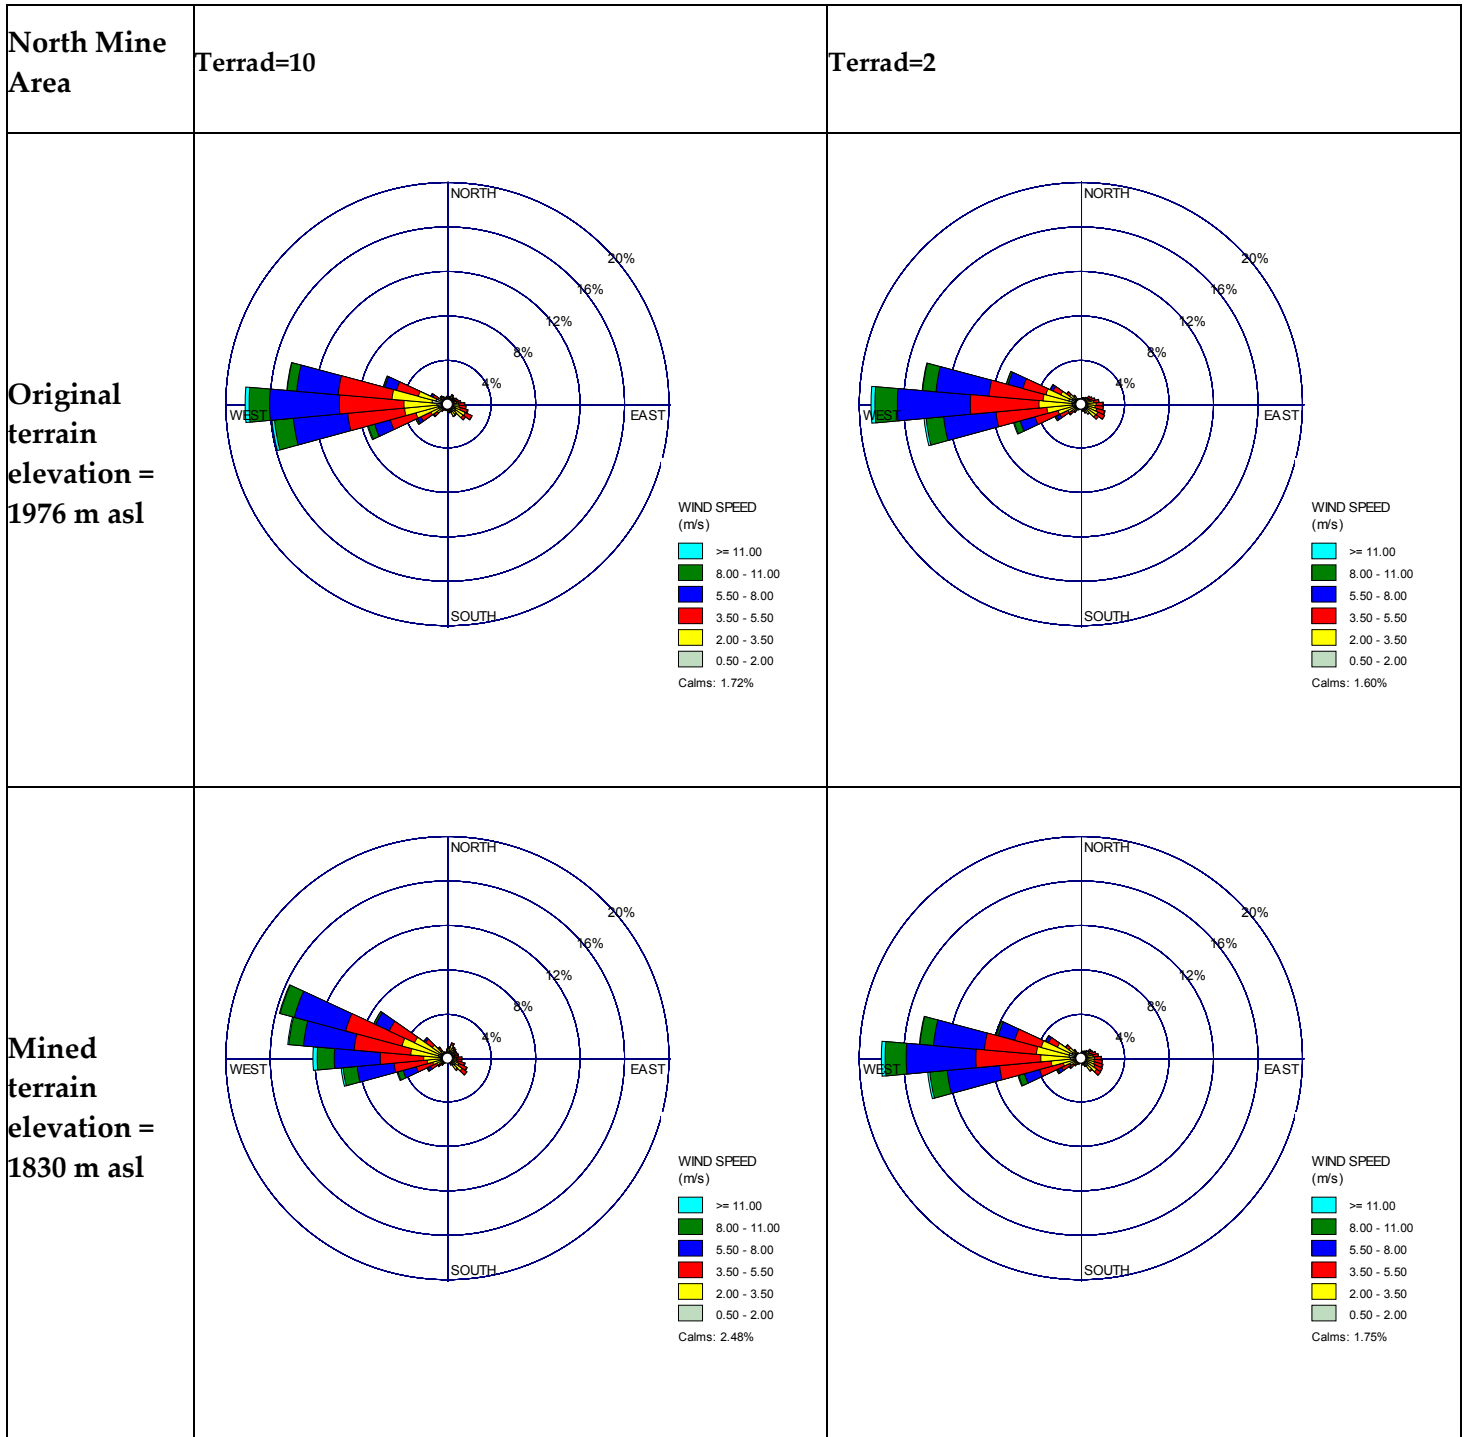 North Mine
Area
Terrad=10
Terrad=2
Original
terrain
elevation =
1976 m asl
NORTH
20%
16%
12%
8%
4%
WEST
EAST
SOUTH
WIND SPEED
(m/s)
>= 11.00
8.00 - 11.00
5.50 - 8.00
3.50 - 5.50
2.00 - 3.50
0.50 - 2.00
Calms: 1.72%
NORTH
20%
16%
12%
8%
4%
WEST
EAST
SOUTH
WIND SPEED
(m/s)
>= 11.00
8.00 - 11.00
5.50 - 8.00
3.50 - 5.50
2.00 - 3.50
0.50 - 2.00
Calms: 1.60%
Mined
terrain
elevation =
1830 m asl
NORTH
20%
16%
12%
8%
4%
WEST
EAST
SOUTH
WIND SPEED
(m/s)
>= 11.00
8.00 - 11.00
5.50 - 8.00
3.50 - 5.50
2.00 - 3.50
0.50 - 2.00
Calms: 2.48%
NORTH
20%
16%
12%
8%
4%
WEST
EAST
SOUTH
WIND SPEED
(m/s)
>= 11.00
8.00 - 11.00
5.50 - 8.00
3.50 - 5.50
2.00 - 3.50
0.50 - 2.00
Calms: 1.75%